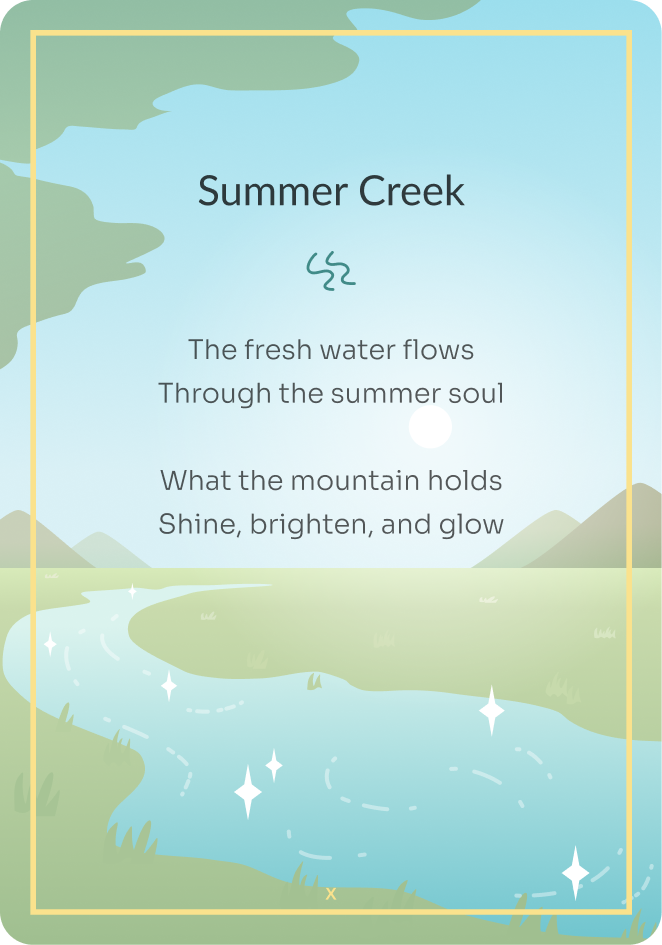 Summer Creek
The fresh water flows
Through the summer soul
What the mountain holds
Shine, brighten, and glow
X